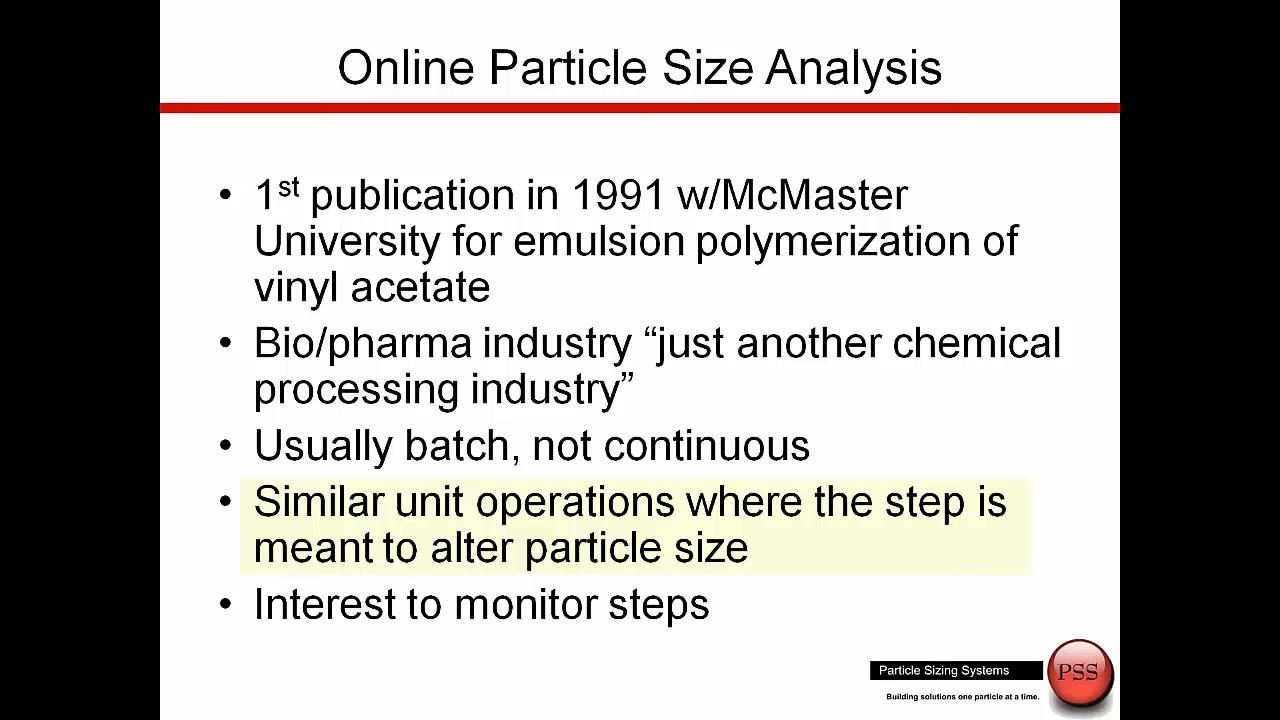 Online Particle Size Analysis
• 1st publication in 1991 w/McMaster
University for emulsion polymerization of
vinyl acetate
• Bio/pharma industry “just another chemical
processing industry”
• Usually batch, not continuous
• Similar unit operations where the step is
meant to alter particle size
• Interest to monitor steps
Particle Sizing Systems
PSS
Building solutions one particle at a time.